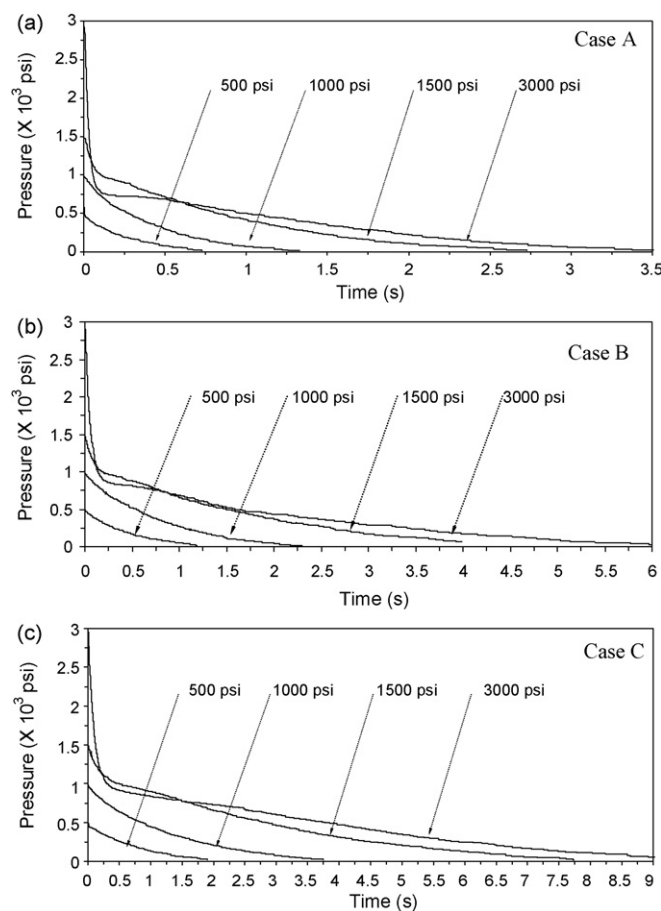 (a)
Case A
500 psi 1000 psi 1500 psi 3000 psi
Pressure (X 10³ psi)
3
2.5
2
1.5
1
0.5
0
0 0.5 1 1.5 2 2.5 3 3.5
Time (s)
(b)
Case B
500 psi 1000 psi 1500 psi 3000 psi
Pressure (X 10³ psi)
3
2.5
2
1.5
1
0.5
0
0 0.5 1 1.5 2 2.5 3 3.5 4 4.5 5 5.5 6
Time (s)
(c)
Case C
500 psi 1000 psi 1500 psi 3000 psi
Pressure (X 10³ psi)
3
2.5
2
1.5
1
0.5
0
0 0.5 1 1.5 2 2.5 3 3.5 4 4.5 5 5.5 6 6.5 7 7.5 8 8.5 9
Time (s)